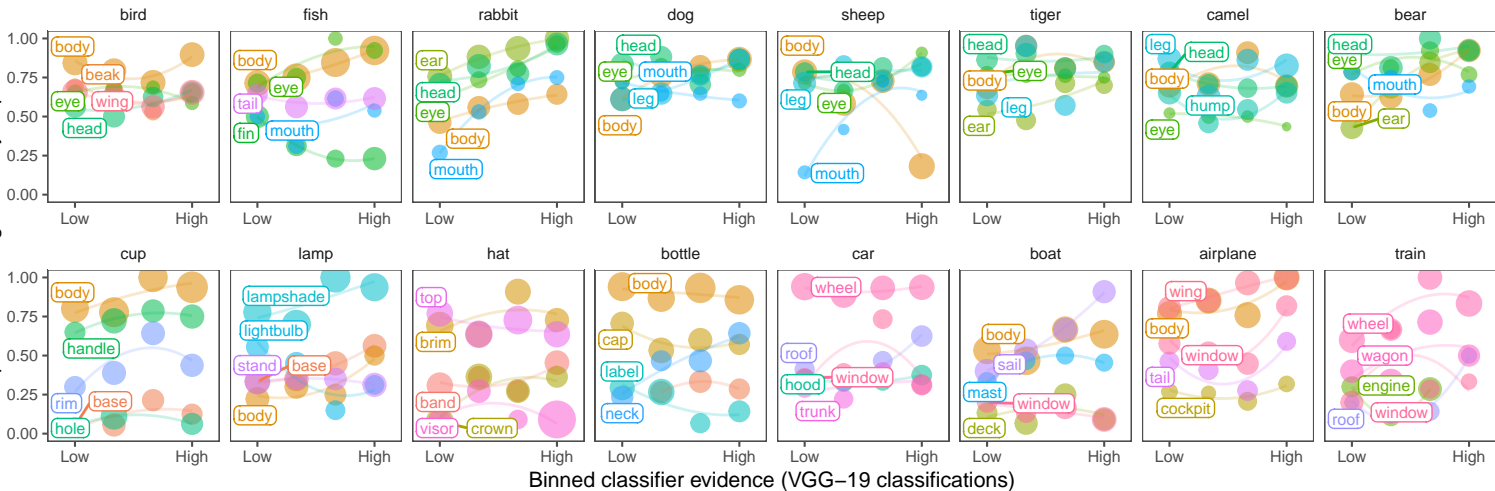 bird fish rabbit dog sheep tiger camel bear
1.00
0.75
0.50
0.25
0.00
body beak eye wing head
body eye tail fin mouth
ear head eye body mouth
head eye mouth leg body
body head leg eye mouth
head eye body leg ear
leg head body hump eye
head eye mouth body ear
Low High Low High Low High Low High Low High Low High Low High Low High
cup lamp hat bottle car boat airplane train
1.00
0.75
0.50
0.25
0.00
body handle rim base hole
lampshade lightbulb stand base body
top brim band visor crown
body cap label neck
wheel roof window hood trunk
body sail mast window deck
wing body window tail cockpit
wheel wagon engine roof window
Low High Low High Low High Low High Low High Low High Low High Low High
Binned classifier evidence (VGG−19 classifications)